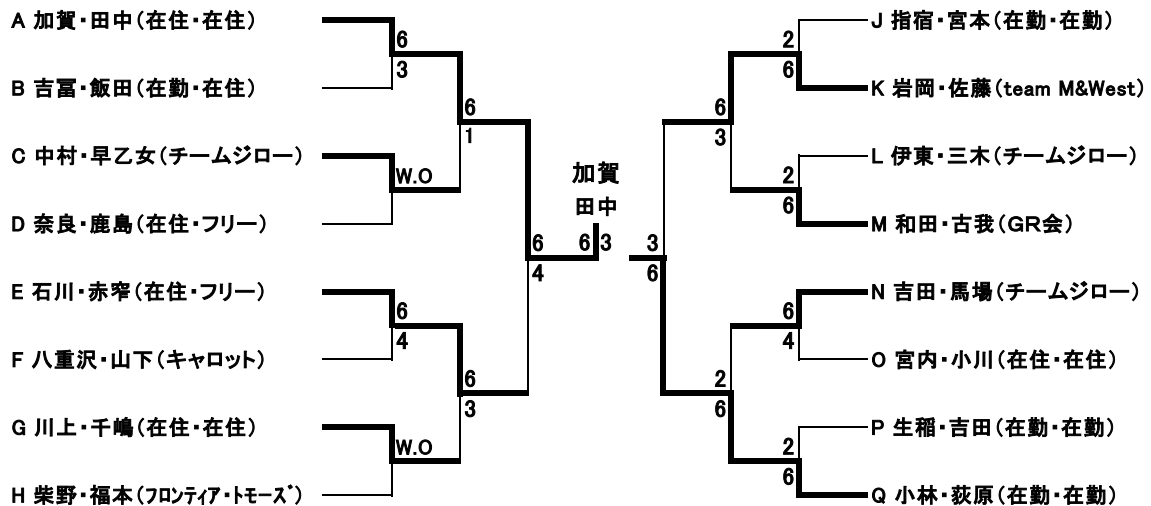 A 加賀・田中(在住・在住)
B 吉冨・飯田(在勤・在住)
C 中村・早乙女(チームジロー)
D 奈良・鹿島(在住・フリー)
E 石川・赤窄(在住・フリー)
F 八重沢・山下(キャロット)
G 川上・千嶋(在住・在住)
H 柴野・福本(フロンティア・トモーズ)
6
3
W.O
6
4
W.O
6
1
6
3
6
4
加賀
田中
6 3
3
6
6
3
2
6
2
6
2
6
6
4
2
6
J 指宿・宮本(在勤・在勤)
K 岩岡・佐藤(team M&West)
L 伊東・三木(チームジロー)
M 和田・古我(GR会)
N 吉田・馬場(チームジロー)
O 宮内・小川(在住・在住)
P 生稲・吉田(在勤・在勤)
Q 小林・荻原(在勤・在勤)